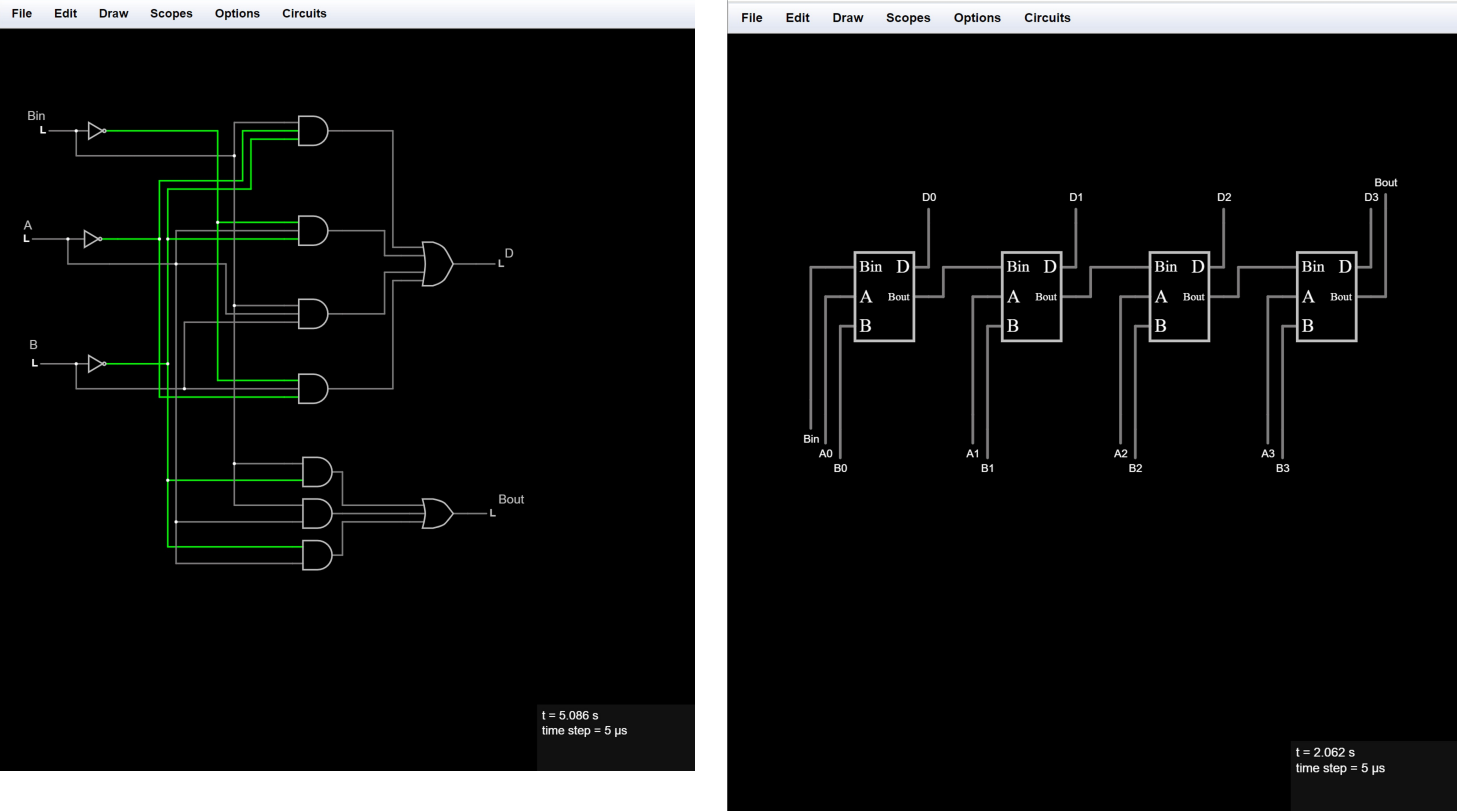 File Edit Draw Scopes Options Circuits
Bin
L
A
L
B
L
D
L
Bout
L
t = 5.086 s
time step = 5 µs
File Edit Draw Scopes Options Circuits
Bout
D0 D1 D2 D3
Bin D Bin D Bin D Bin D
A Bout A Bout A Bout A Bout
B B B B
Bin
A0 A1 A2 A3
B0 B1 B2 B3
t = 2.062 s
time step = 5 µs